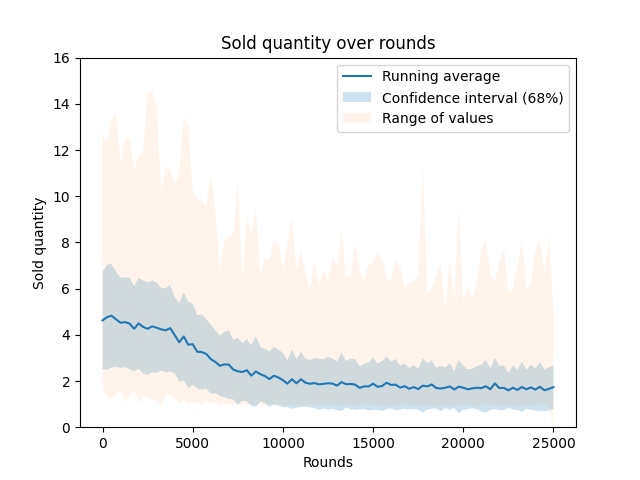 Sold quantity over rounds
Running average
Confidence interval (68%)
Range of values
Sold quantity
16
14
12
10
8
6
4
2
0
0 5000 10000 15000 20000 25000
Rounds